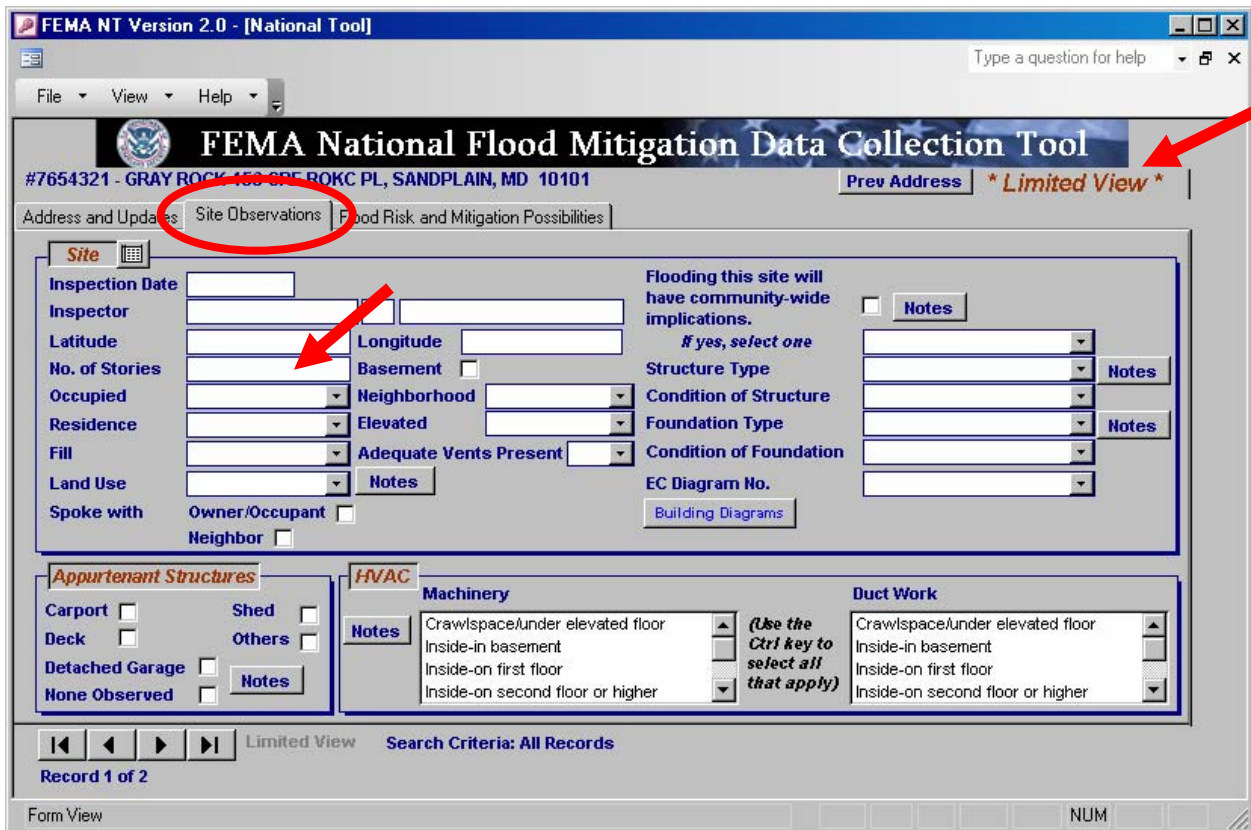 FEMA NT Version 2.0 - [National Tool]
Type a question for help
File View Help
FEMA National Flood Mitigation Data Collection Tool
#7654321 - GRAY ROCK PL, SANDPLAIN, MD 10101
Prev Address * Limited View *
Address and Updates Site Observations Flood Risk and Mitigation Possibilities
Site
Inspection Date
Inspector
Latitude Longitude
No. of Stories Basement
Occupied Neighborhood
Residence Elevated
Fill Adequate Vents Present
Land Use Notes
Spoke with Owner/Occupant
Neighbor
Flooding this site will
have community-wide
implications. Notes
If yes, select one
Structure Type Notes
Condition of Structure
Foundation Type Notes
Condition of Foundation
EC Diagram No.
Building Diagrams
Appurtenant Structures
Carport Shed
Deck Others
Detached Garage
None Observed Notes
HVAC
Notes
Machinery
Crawlspace/under elevated floor
Inside-in basement
Inside-on first floor
Inside-on second floor or higher
(Use the
Ctrl key to
select all
that apply)
Duct Work
Crawlspace/under elevated floor
Inside-in basement
Inside-on first floor
Inside-on second floor or higher
Limited View Search Criteria: All Records
Record 1 of 2
Form View NUM